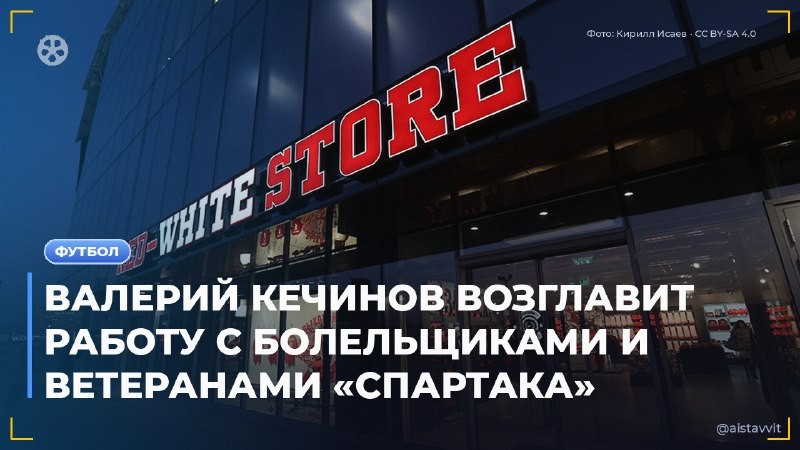 Фото: Кирилл Исаев - CC BY-SA 4.0
RED-WHITE STORE
ФУТБОЛ
ВАЛЕРИЙ КЕЧИНОВ ВОЗГЛАВИТ
РАБОТУ С БОЛЕЛЬЩИКАМИ И
ВЕТЕРАНАМИ «СПАРТАКА»
@aistavvit